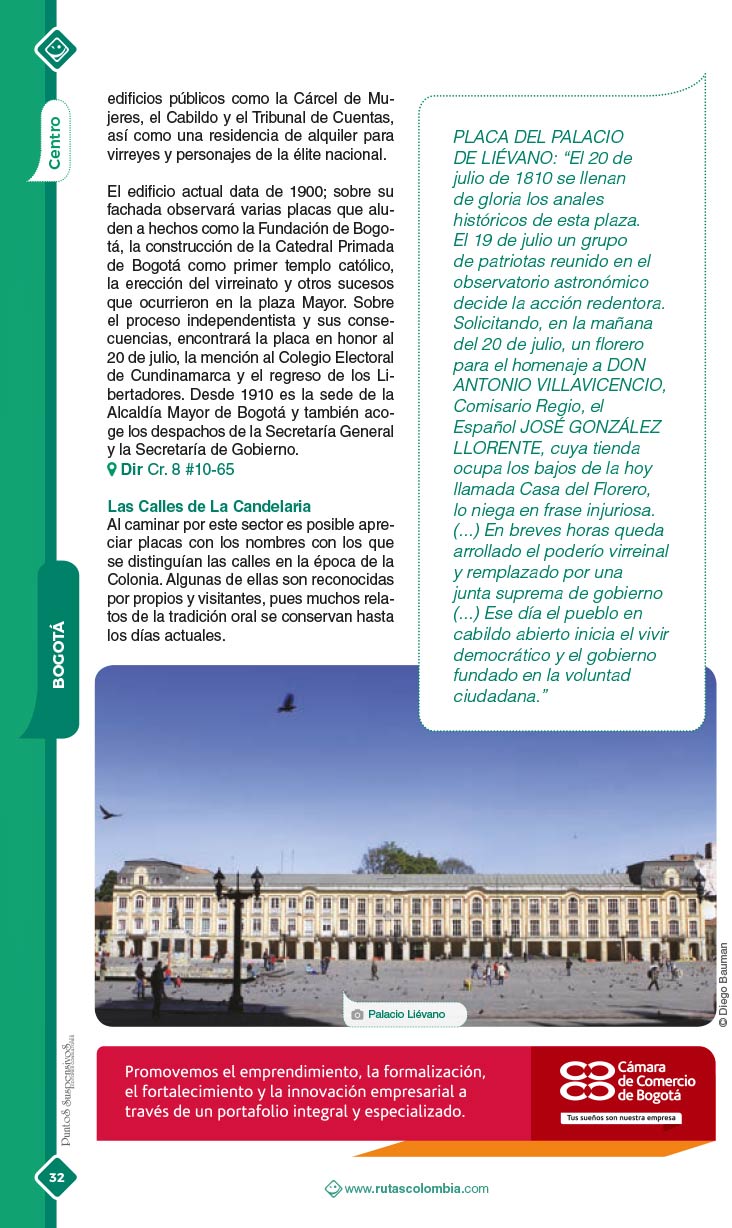 Centro
edificios públicos como la Cárcel de Mu-
jeres, el Cabildo y el Tribunal de Cuentas,
así como una residencia de alquiler para
virreyes y personajes de la élite nacional.
El edificio actual data de 1900; sobre su
fachada observará varias placas que alu-
den a hechos como la Fundación de Bogo-
tá, la construcción de la Catedral Primada
de Bogotá como primer templo católico,
la erección del virreinato y otros sucesos
que ocurrieron en la plaza Mayor. Sobre
el proceso independentista y sus conse-
cuencias, encontrará la placa en honor al
20 de julio, la mención al Colegio Electoral
de Cundinamarca y el regreso de los Li-
bertadores. Desde 1910 es la sede de la
Alcaldía Mayor de Bogotá y también aco-
ge los despachos de la Secretaría General
y la Secretaría de Gobierno.
Dir Cr. 8 #10-65
Las Calles de La Candelaria
Al caminar por este sector es posible apre-
ciar placas con los nombres con los que
se distinguían las calles en la época de la
Colonia. Algunas de ellas son reconocidas
por propios y visitantes, pues muchos rela-
tos de la tradición oral se conservan hasta
los días actuales.
PLACA DEL PALACIO
DE LIÉVANO: “El 20 de
julio de 1810 se llenan
de gloria los anales
históricos de esta plaza.
El 19 de julio un grupo
de patriotas reunido en el
observatorio astronómico
decide la acción redentora.
Solicitando, en la mañana
del 20 de julio, un florero
para el homenaje a DON
ANTONIO VILLAVICENCIO,
Comisario Regio, el
Español JOSÉ GONZÁLEZ
LLORENTE, cuya tienda
ocupa los bajos de la hoy
llamada Casa del Florero,
lo niega en frase injuriosa.
(...) En breves horas queda
arrollado el poderío virreinal
y remplazado por una
junta suprema de gobierno
(...) Ese día el pueblo en
cabildo abierto inicia el vivir
democrático y el gobierno
fundado en la voluntad
ciudadana.”
BOGOTÁ
Palacio Liévano
© Diego Bauman
Puntos Suspensivos
Promovemos el emprendimiento, la formalización,
el fortalecimiento y la innovación empresarial a
través de un portafolio integral y especializado.
Cámara
de Comercio
de Bogotá
Tus sueños son nuestra empresa
32
www.rutascolombia.com